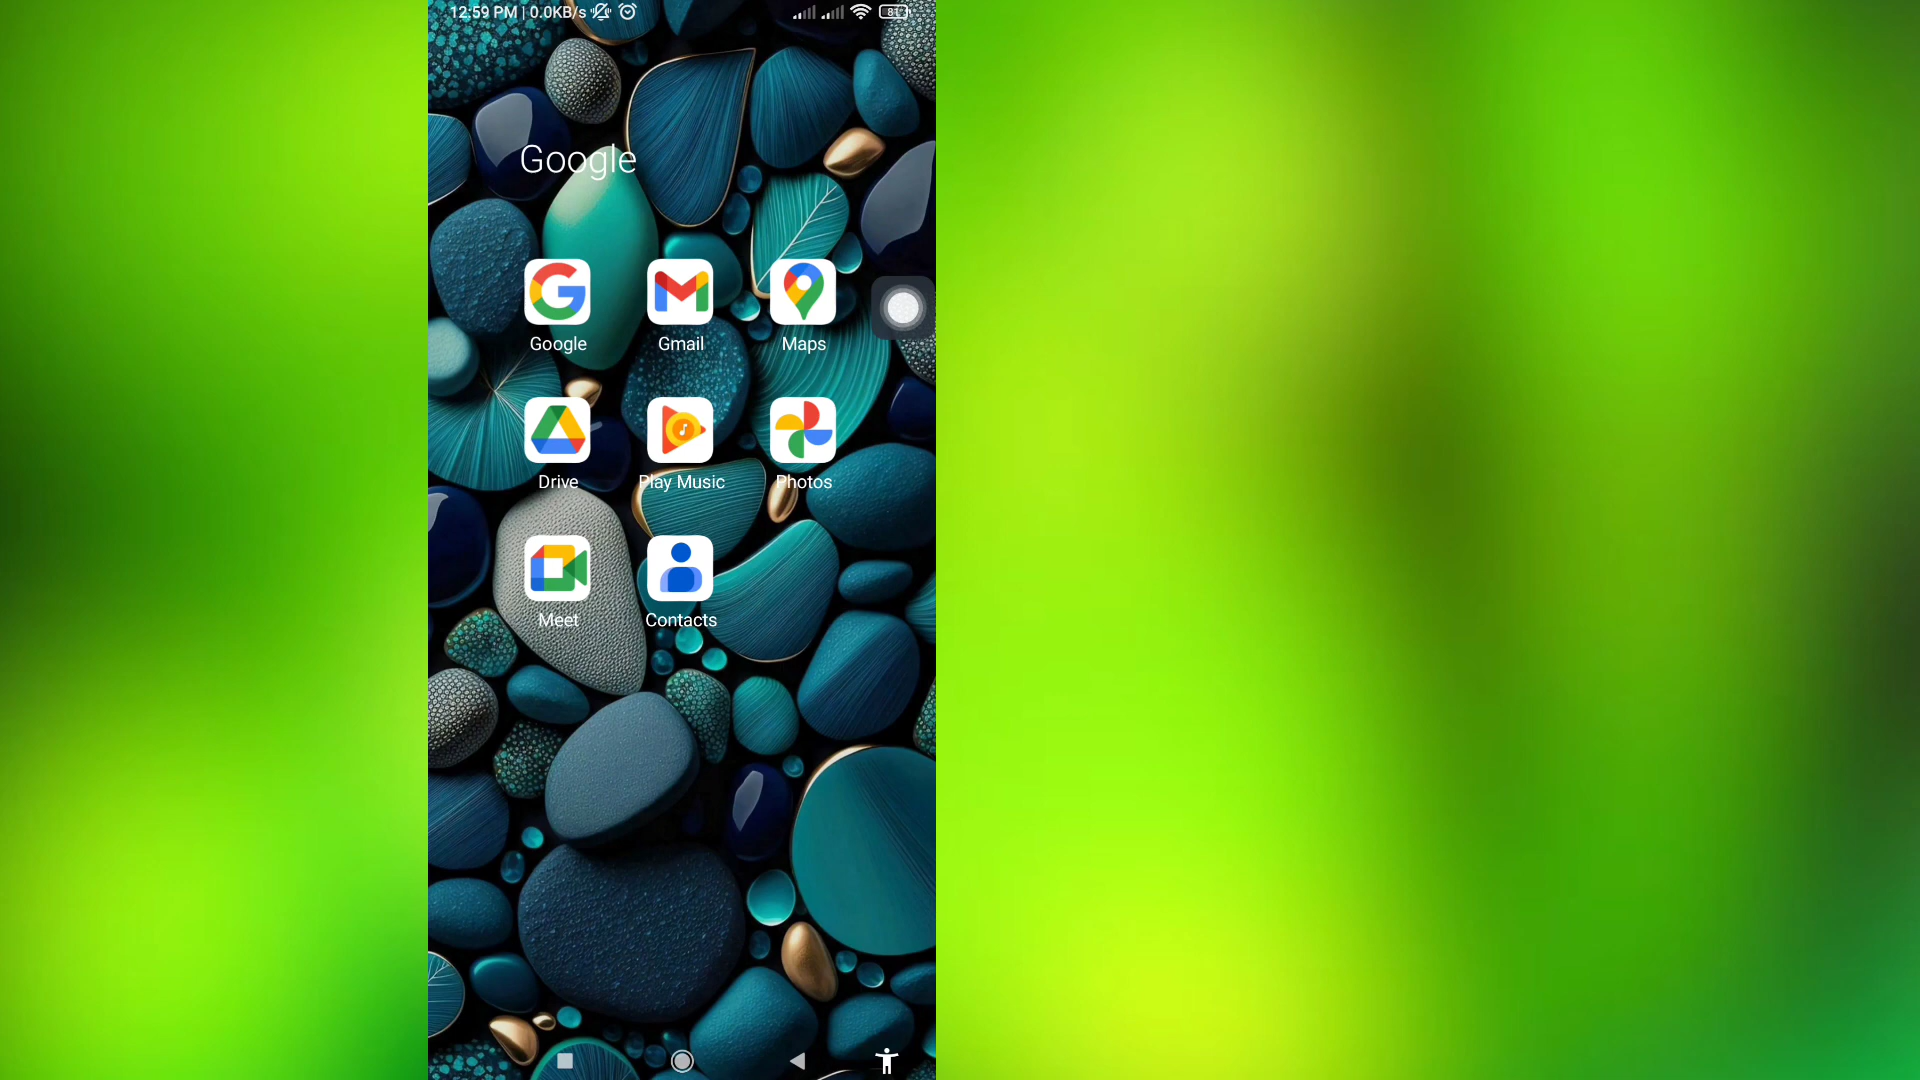 12:59 PM | 0.0KB/s
Google
Google Gmail Maps
Drive Play Music Photos
Meet Contacts